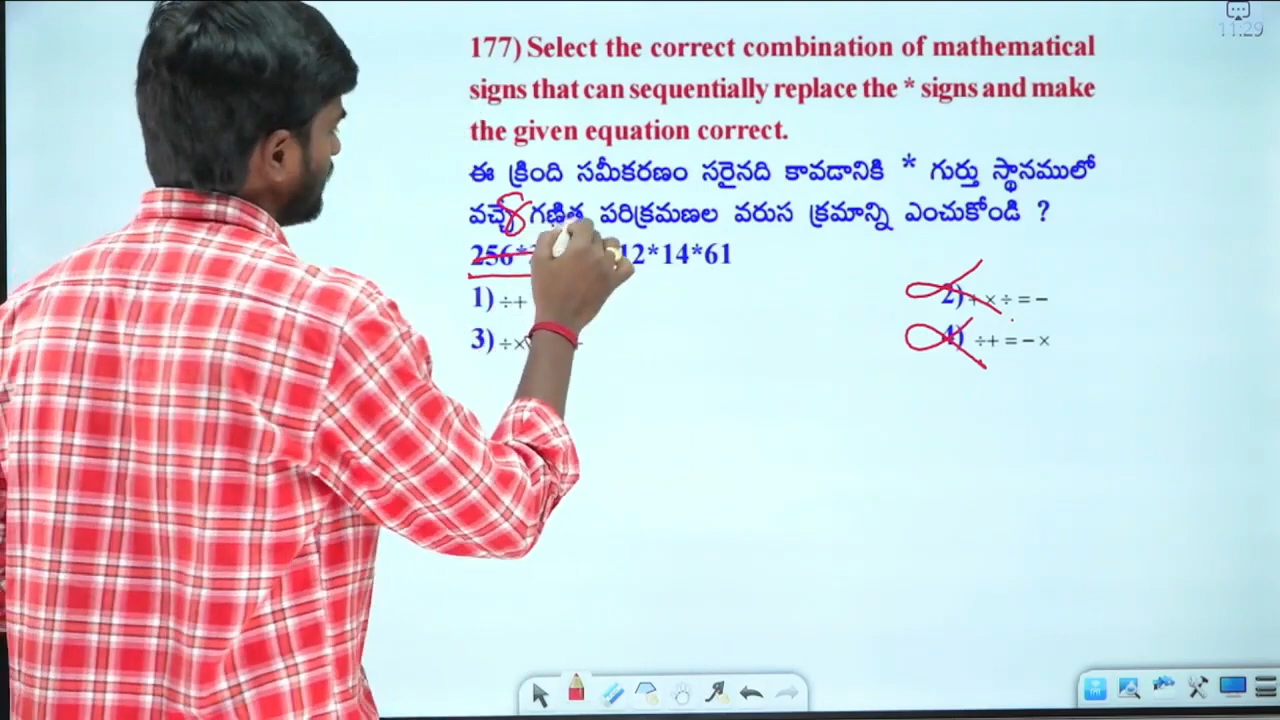 11:29
177) Select the correct combination of mathematical
signs that can sequentially replace the * signs and make
the given equation correct.
ఈ క్రింది సమీకరణం సరైనది కావడానికి * గుర్తు స్థానములో
వచ్చే గణిత పరిక్రమణల వరుస క్రమాన్ని ఎంచుకోండి ?
8
256* 12*14*61
1) ÷+
2) + × ÷ = −
3) ÷×
4) ÷+ = − ×